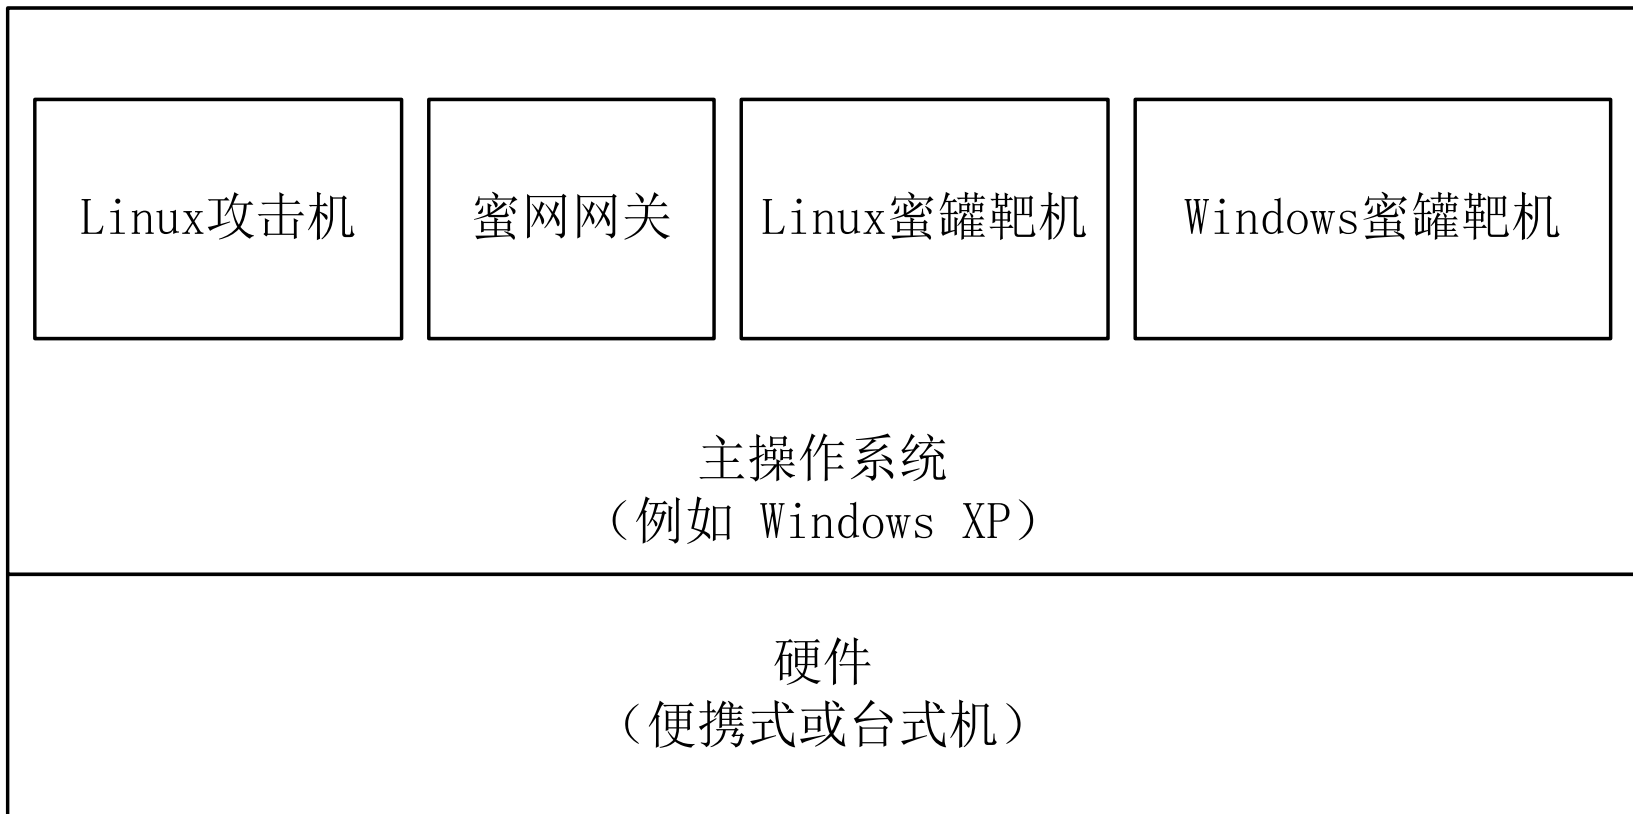 Linux攻击机
蜜网网关
Linux蜜罐靶机
Windows蜜罐靶机
主操作系统
（例如 Windows XP）
硬件
（便携式或台式机）